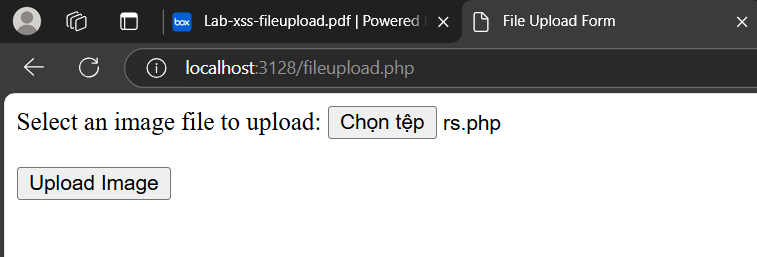 Lab-xss-fileupload.pdf | Powered
File Upload Form
localhost:3128/fileupload.php
Select an image file to upload: Chọn tệp rs.php
Upload Image
box